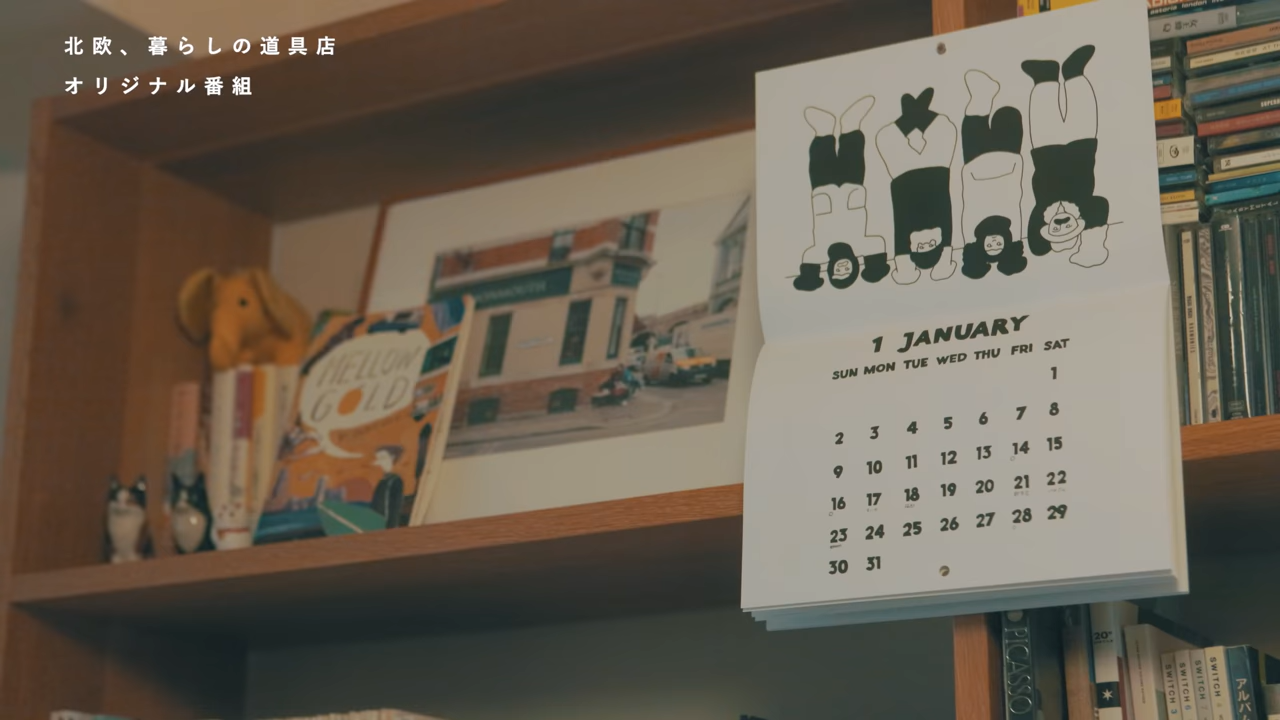 北欧、暮らしの道具店
オリジナル番組
MELLOW
GOLD
1 JANUARY
SUN MON TUE WED THU FRI SAT
1
2 3 4 5 6 7 8
9 10 11 12 13 14 15
16 17 18 19 20 21 22
23 24 25 26 27 28 29
30 31
PICASSO
20
SWITCH
SWITCH
SWITCH
SWITCH
アルバ